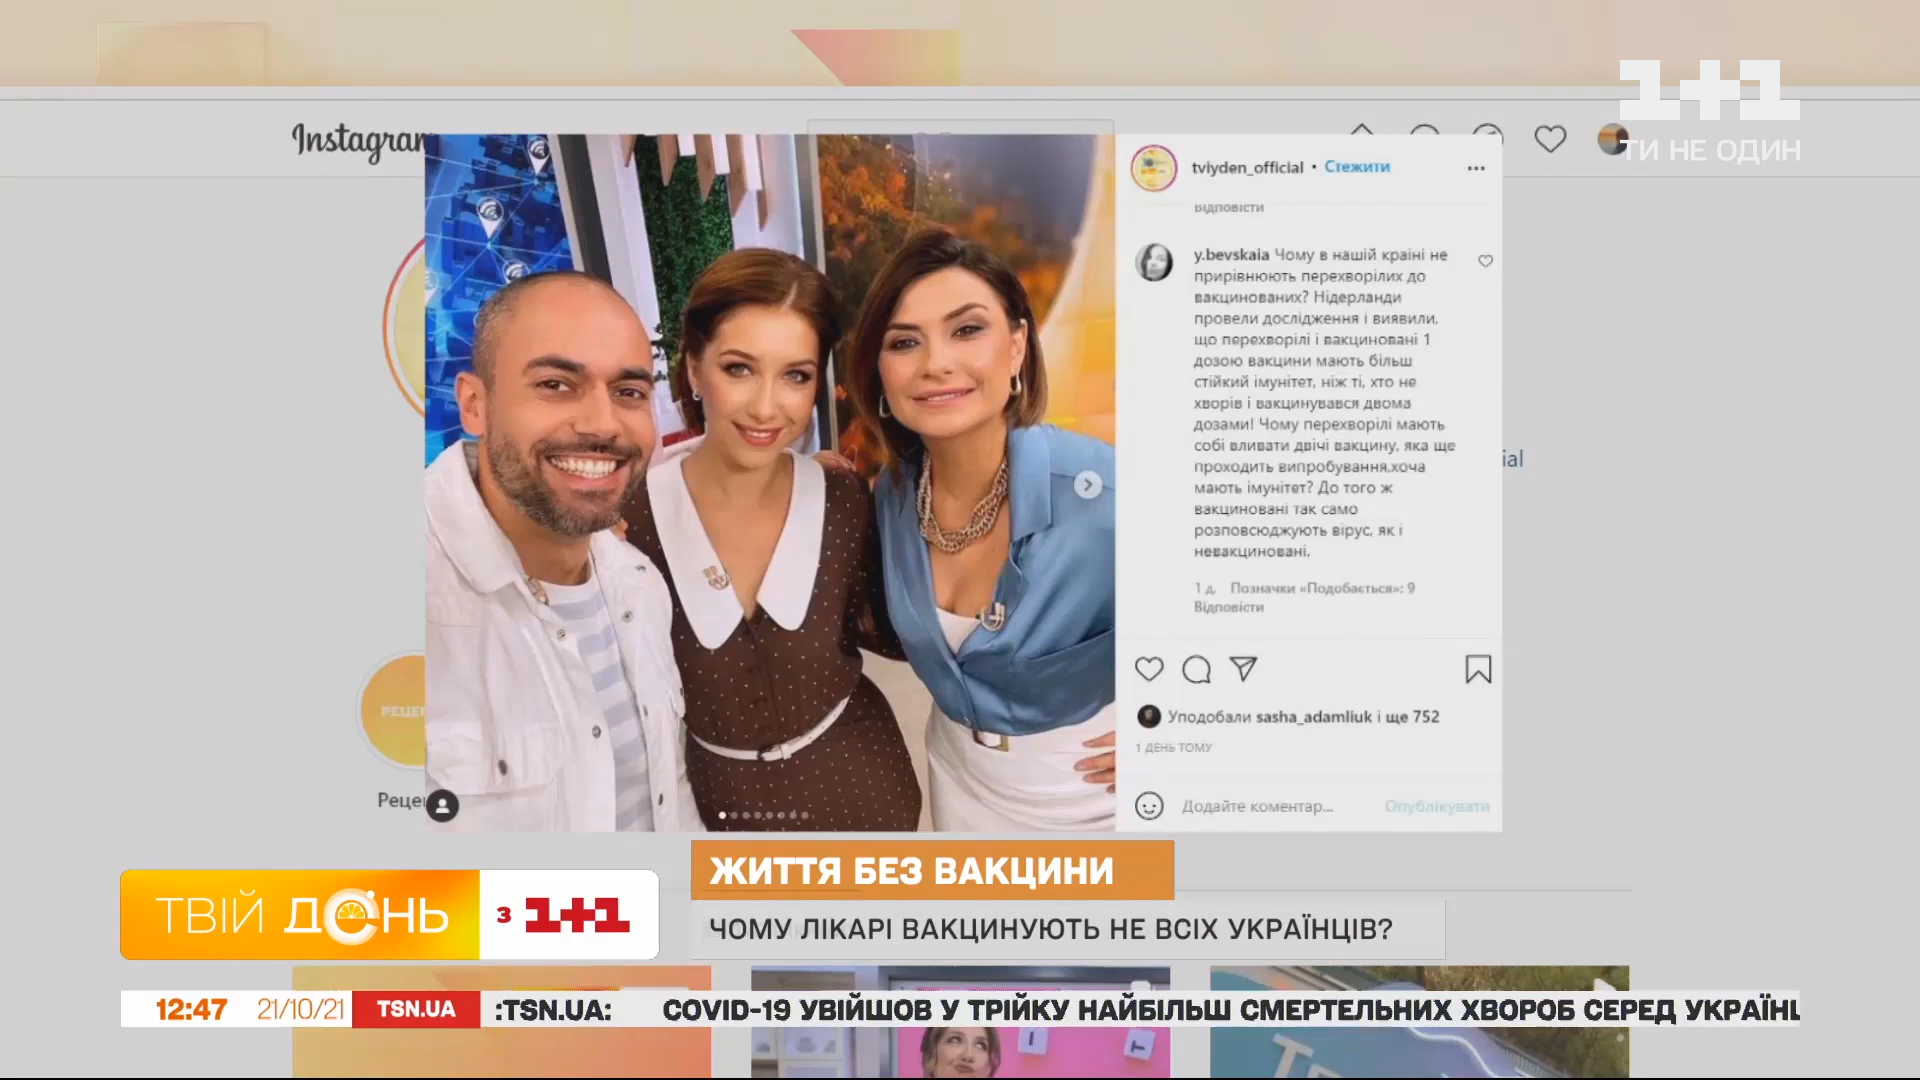 1+1
ТИ НЕ ОДИН
Instagram
tviyden_official • Стежити
Відповісти
y.bevskaia Чому в нашій країні не
прирівнюють перехворілих до
вакцинованих? Нідерланди
провели дослідження і виявили,
що перехворілі і вакциновані 1
дозою вакцини мають більш
стійкий імунітет, ніж ті, хто не
хворів і вакцинувався двома
дозами! Чому перехворілі мають
собі вливати двічі вакцину, яка ще
проходить випробування,хоча
мають імунітет? До того ж
вакциновані так само
розповсюджують вірус, як і
невакциновані.
1 д. Позначки «Подобається»: 9
Відповісти
ial
Уподобали sasha_adamliuk і ще 752
1 ДЕНЬ ТОМУ
Додайте коментар... Опублікувати
РЕЦЕП
Рецеп
ЖИТТЯ БЕЗ ВАКЦИНИ
ЧОМУ ЛІКАРІ ВАКЦИНУЮТЬ НЕ ВСІХ УКРАЇНЦІВ?
ТВІЙ ДЕНЬ З 1+1
12:47 21/10/21 TSN.UA :TSN.UA: COVID-19 УВІЙШОВ У ТРІЙКУ НАЙБІЛЬШ СМЕРТЕЛЬНИХ ХВОРОБ СЕРЕД УКРАЇНЦ